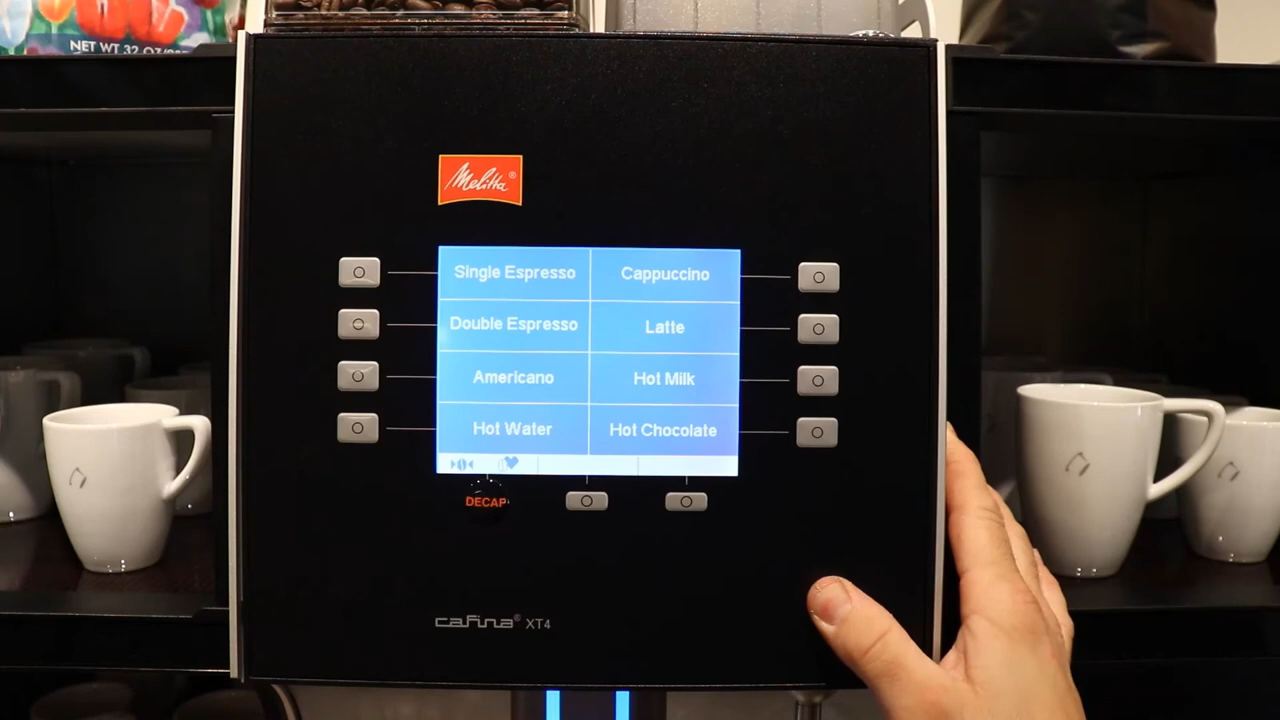 NET WT 32 OZ
Melitta®
Single Espresso
Cappuccino
Double Espresso
Latte
Americano
Hot Milk
Hot Water
Hot Chocolate
DECAF
cafina® XT4